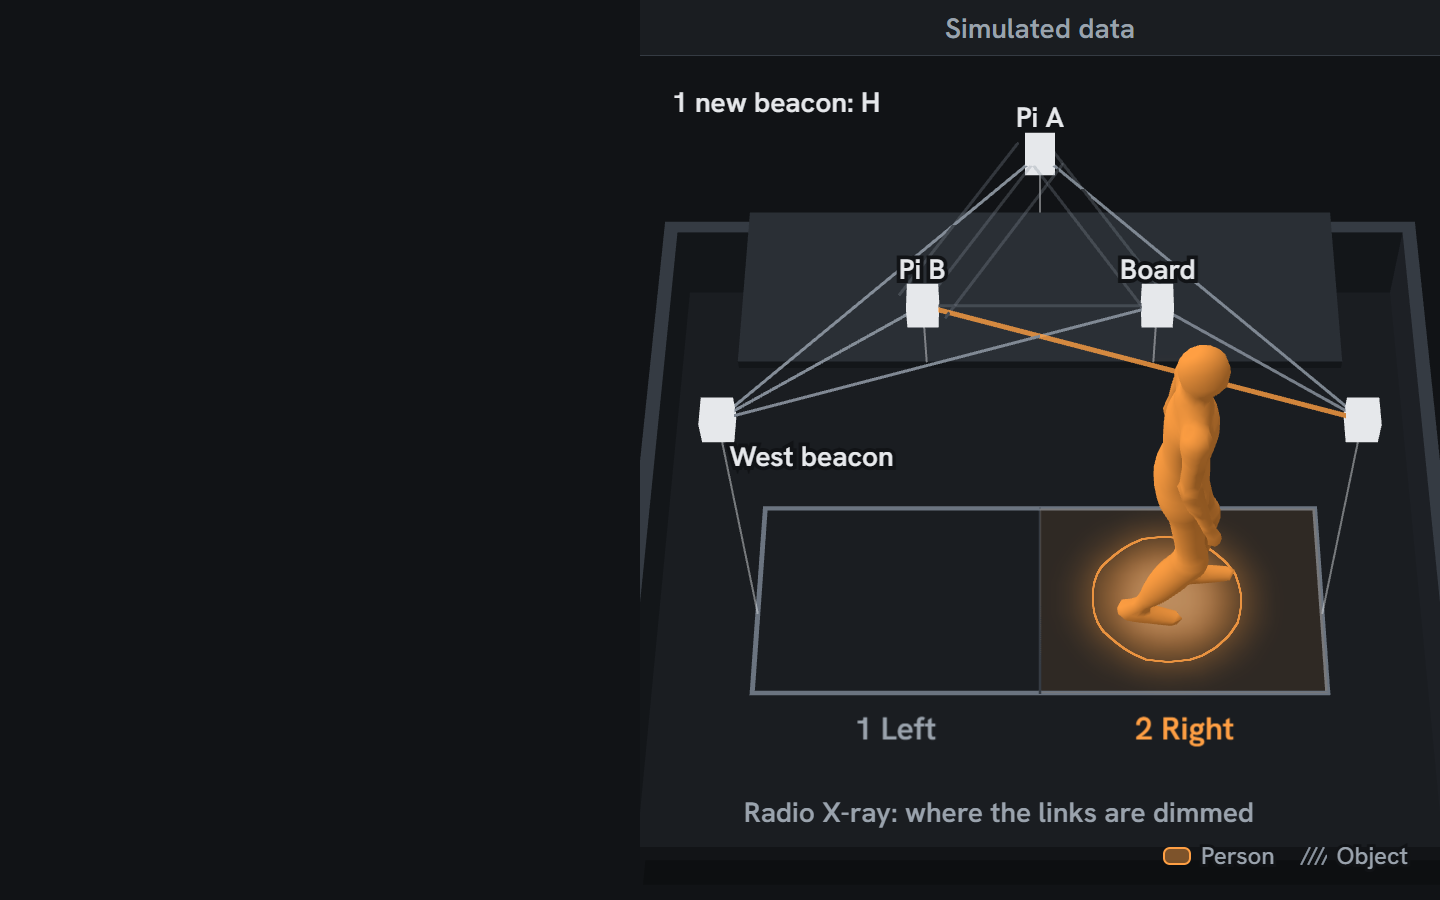 Simulated data
1 new beacon: H
Pi A
Pi B
Board
West beacon
1 Left
2 Right
Radio X-ray: where the links are dimmed
Person
Object